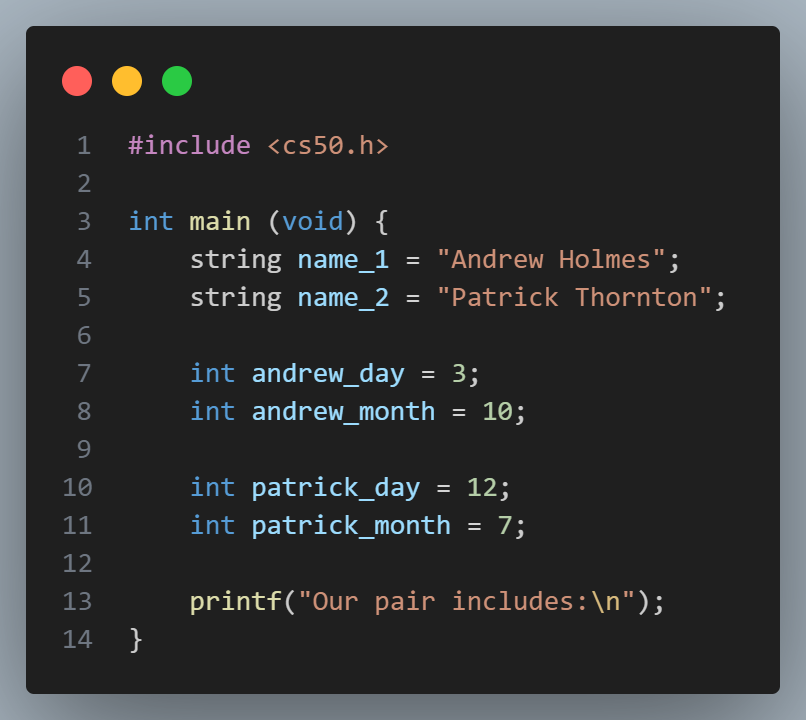 1 #include <cs50.h>
2
3 int main (void) {
4     string name_1 = "Andrew Holmes";
5     string name_2 = "Patrick Thornton";
6
7     int andrew_day = 3;
8     int andrew_month = 10;
9
10     int patrick_day = 12;
11     int patrick_month = 7;
12
13     printf("Our pair includes:\n");
14 }